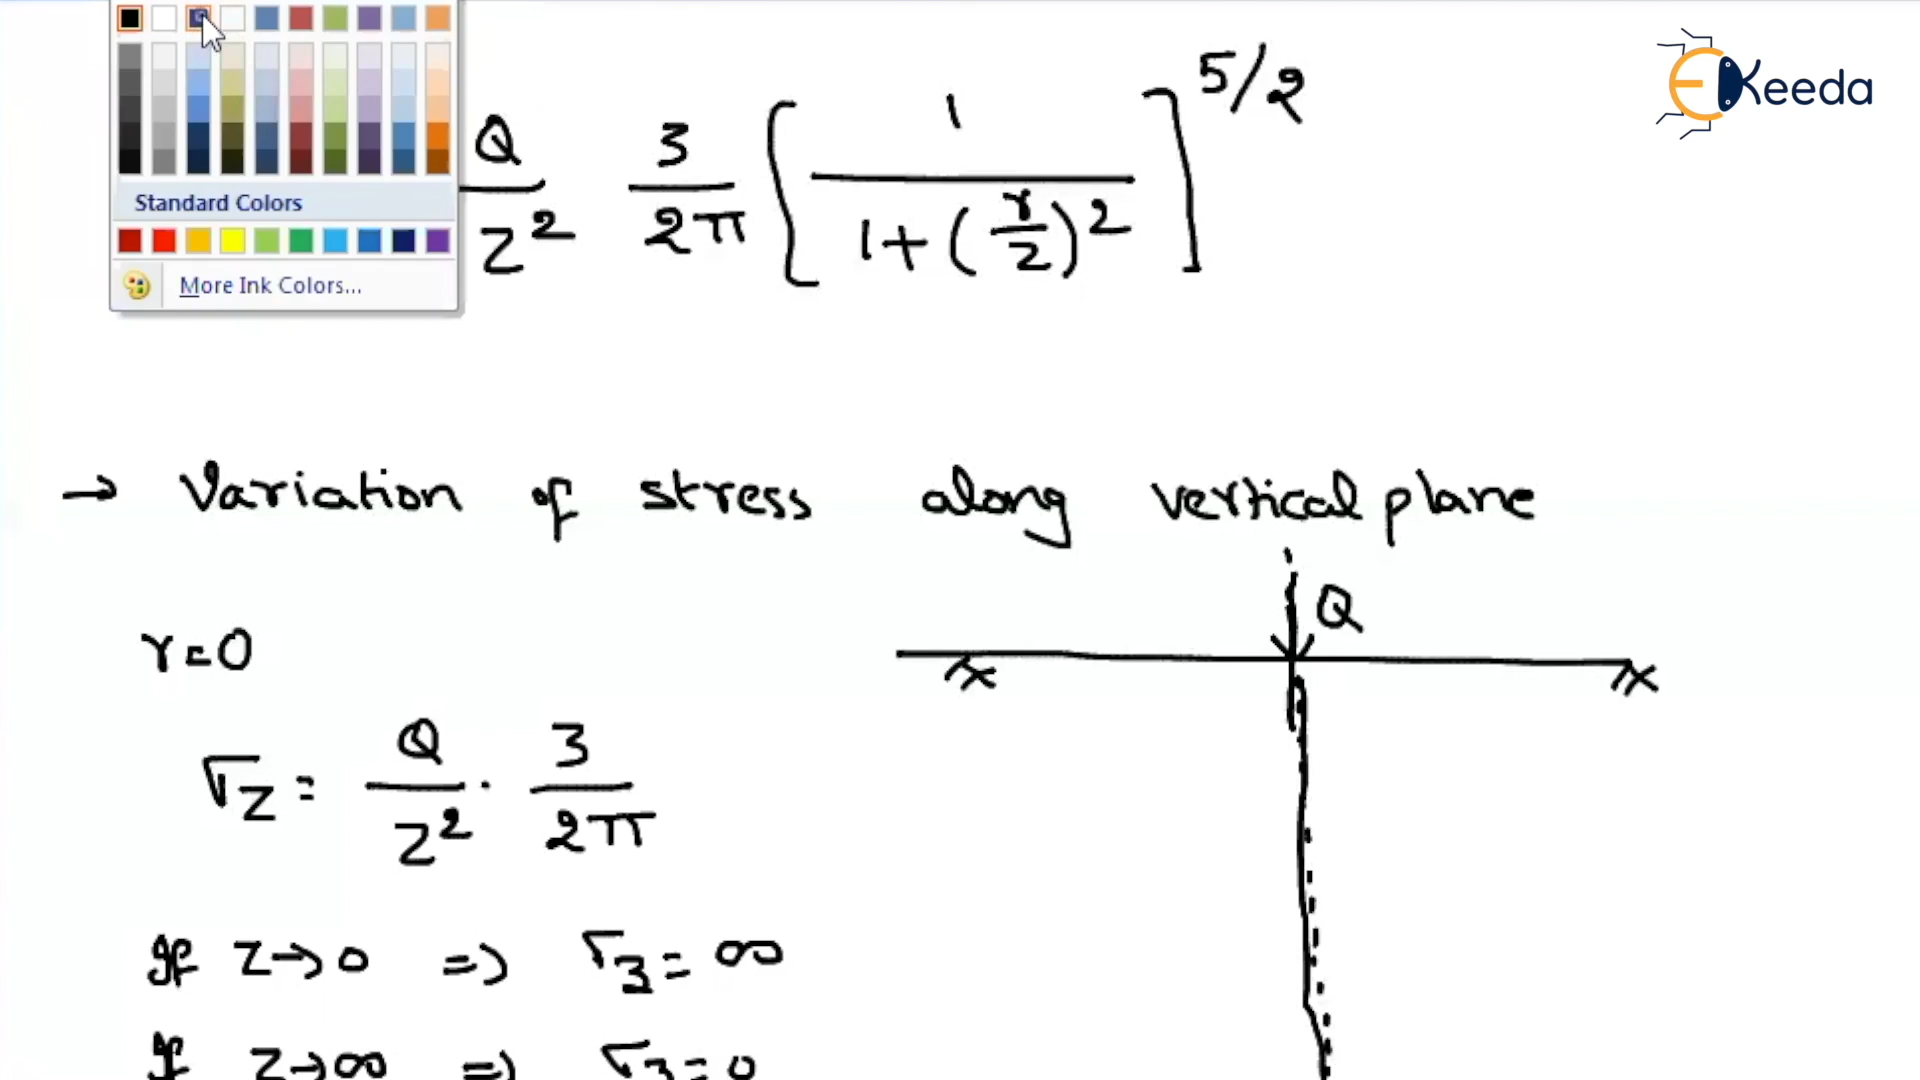 Q/Z² 3/2π [1/1+(r/z)²]^5/2
EKeeda
Standard Colors
More Ink Colors...
→ Variation of stress along vertical plane
Q
r=0
σz = Q/Z² · 3/2π
If Z→0 => σz = ∞
If Z→∞ => σz = 0